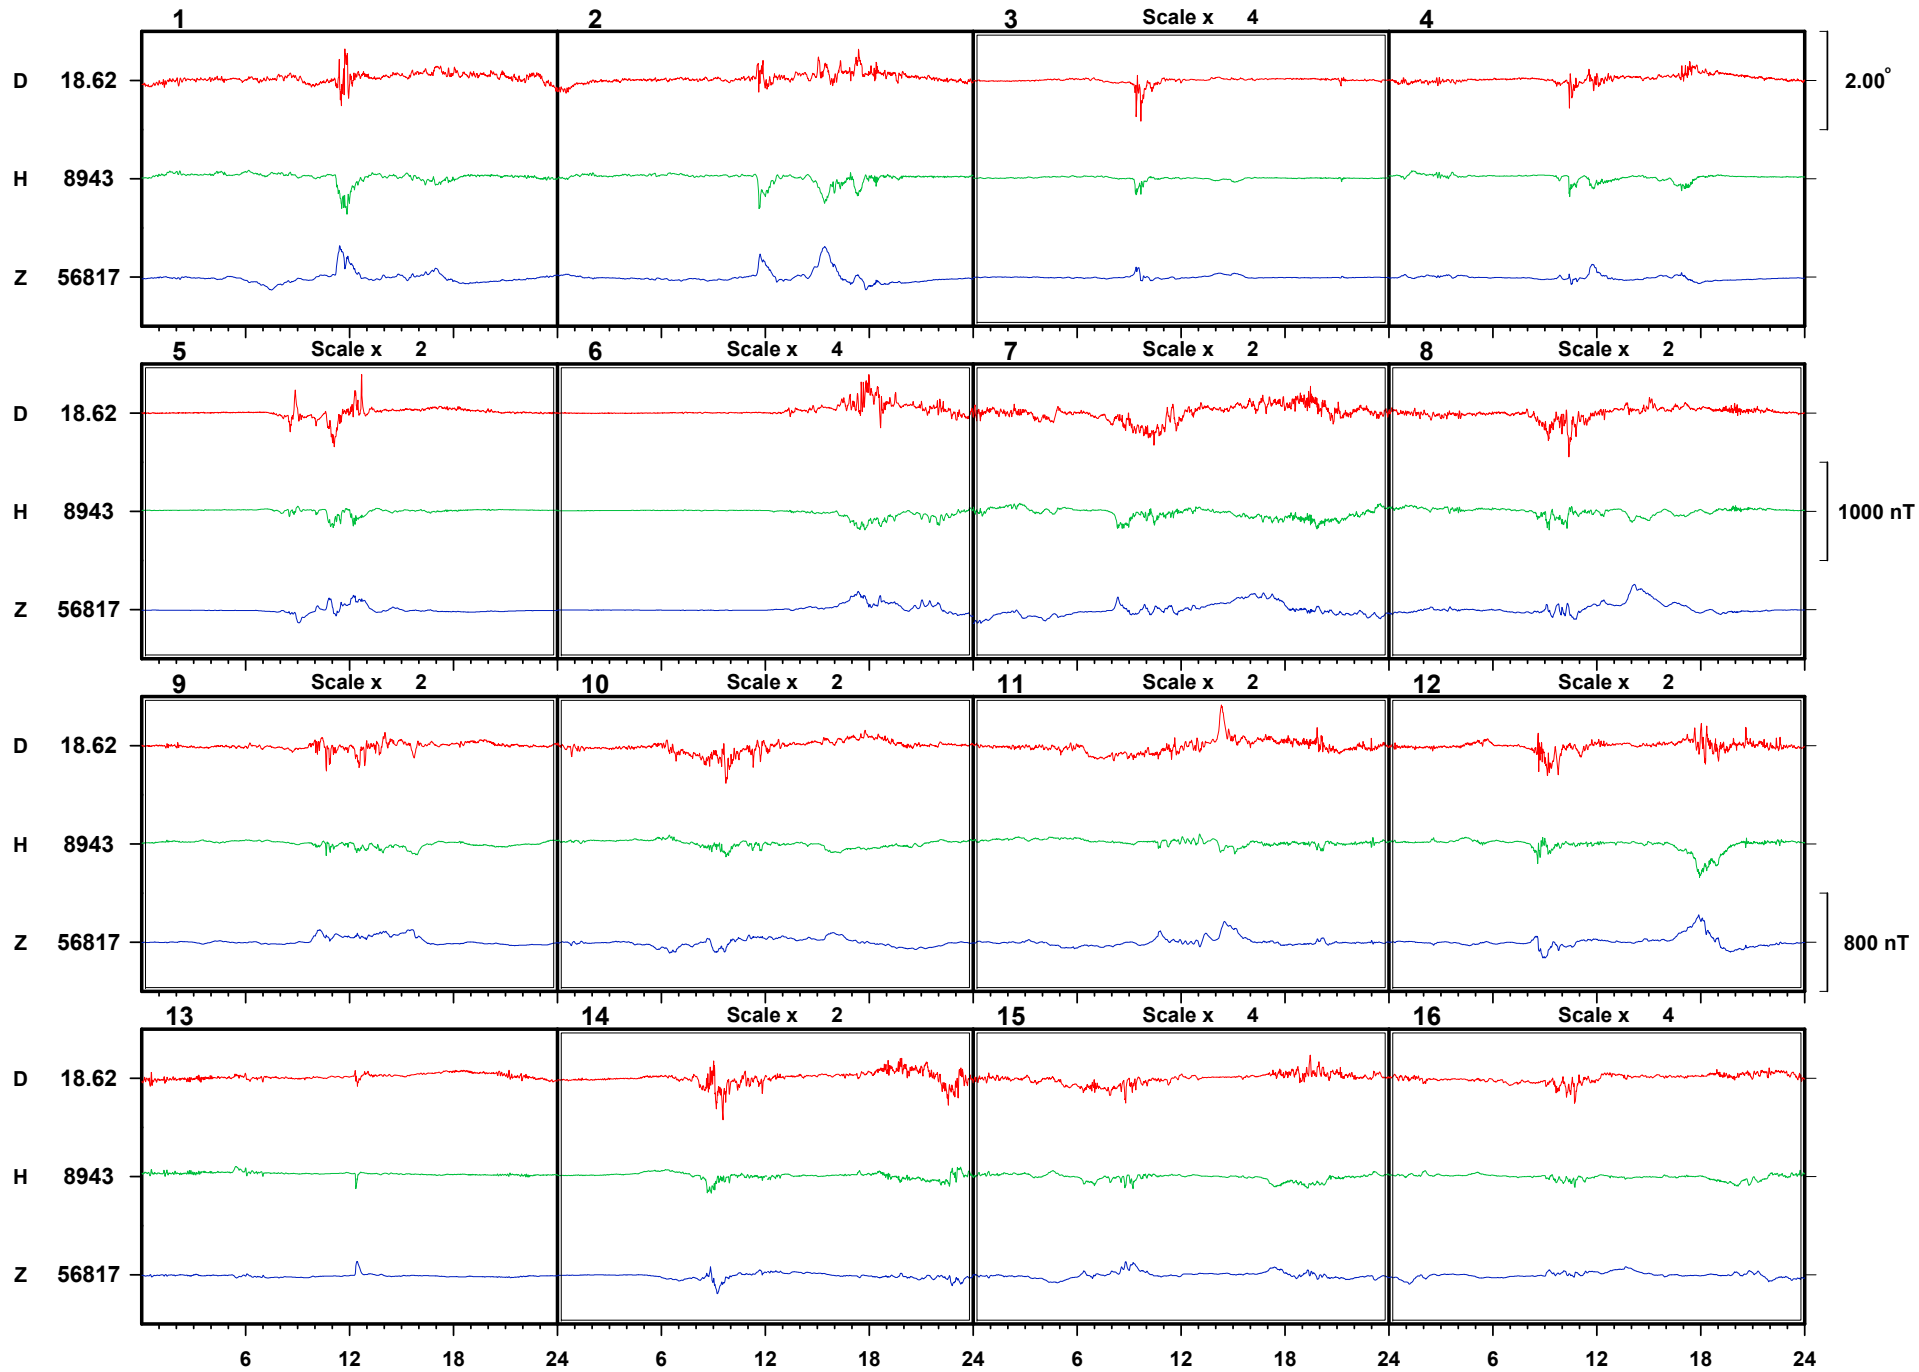 1 2 3 Scale x 4 4
D 18.62 2.00°
H 8943
Z 56817
5 Scale x 2 6 Scale x 4 7 Scale x 2 8 Scale x 2
D 18.62
H 8943 1000 nT
Z 56817
9 Scale x 2 10 Scale x 2 11 Scale x 2 12 Scale x 2
D 18.62
H 8943
Z 56817 800 nT
13 14 Scale x 2 15 Scale x 4 16 Scale x 4
D 18.62
H 8943
Z 56817
6 12 18 24 6 12 18 24 6 12 18 24 6 12 18 24